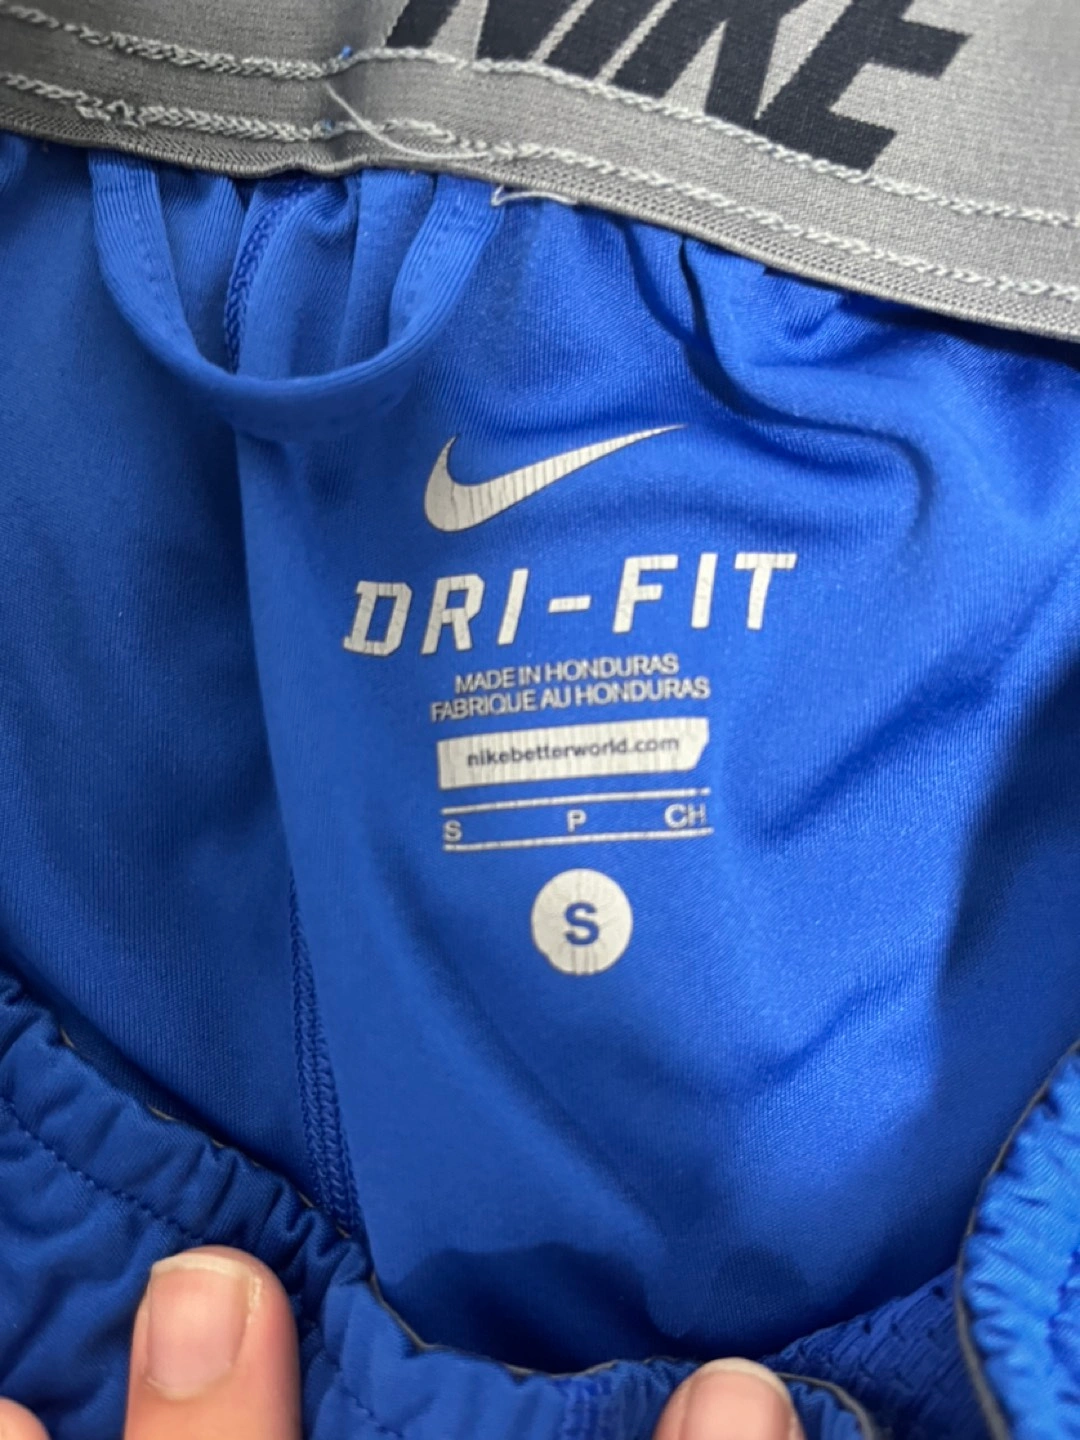 NIKE
DRI-FIT
MADE IN HONDURAS
FABRIQUE AU HONDURAS
nikebetterworld.com
S P CH
S